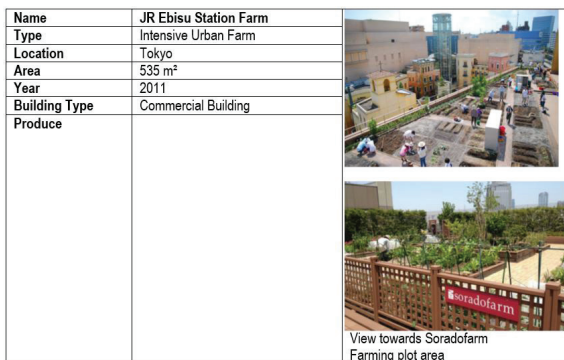 Name JR Ebisu Station Farm
Type Intensive Urban Farm
Location Tokyo
Area 535 m²
Year 2011
Building Type Commercial Building
Produce
soradofarm
View towards Soradofarm
Farming plot area